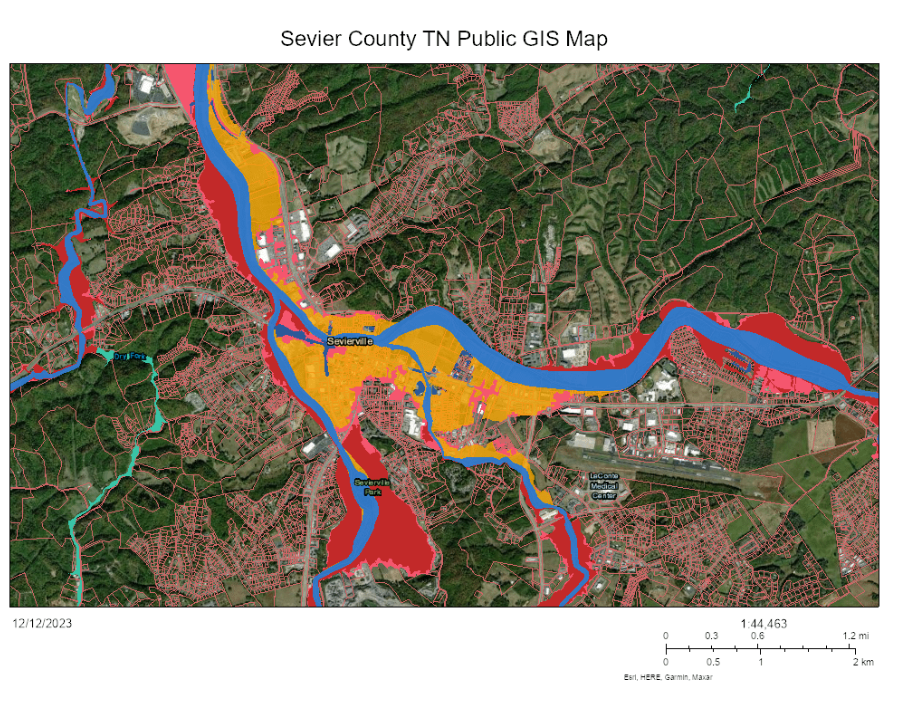 Sevier County TN Public GIS Map
Sevierville
Dry Fork
Sevierville
Park
LeConte
Medical
Center
12/12/2023
1:44,463
0 0.3 0.6 1.2 mi
0 0.5 1 2 km
Esri, HERE, Garmin, Maxar